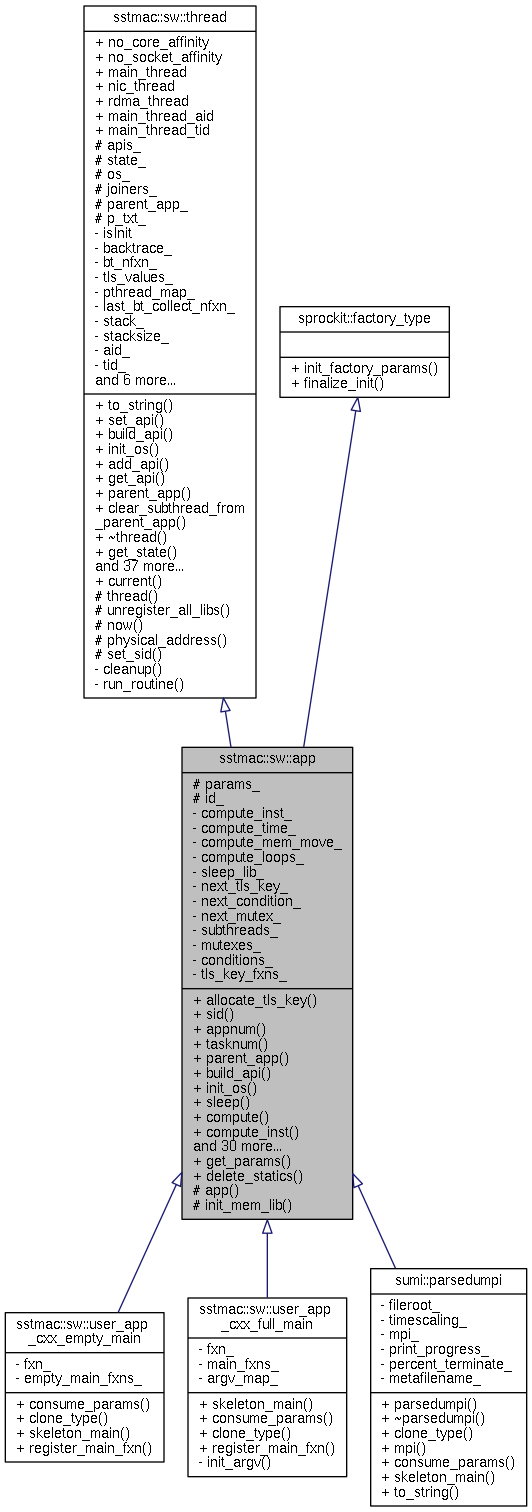 sstmac::sw::thread
+ no_core_affinity
+ no_socket_affinity
+ main_thread
+ nic_thread
+ rdma_thread
+ main_thread_aid
+ main_thread_tid
# apis_
# state_
# os_
# joiners_
# parent_app_
# p_txt_
- isInit
- backtrace_
- bt_nfxn_
- tls_values_
- pthread_map_
- last_bt_collect_nfxn_
- stack_
- stacksize_
- aid_
- tid_
and 6 more...
+ to_string()
+ set_api()
+ build_api()
+ init_os()
+ add_api()
+ get_api()
+ parent_app()
+ clear_subthread_from
_parent_app()
+ ~thread()
+ get_state()
and 37 more...
+ current()
# thread()
# unregister_all_libs()
# now()
# physical_address()
# set_sid()
- cleanup()
- run_routine()
sprockit::factory_type
+ init_factory_params()
+ finalize_init()
sstmac::sw::app
# params_
# id_
- compute_inst_
- compute_time_
- compute_mem_move_
- compute_loops_
- sleep_lib_
- next_tls_key_
- next_condition_
- next_mutex_
- subthreads_
- mutexes_
- conditions_
- tls_key_fxns_
+ allocate_tls_key()
+ sid()
+ appnum()
+ tasknum()
+ parent_app()
+ build_api()
+ init_os()
+ sleep()
+ compute()
+ compute_inst()
and 30 more...
+ get_params()
+ delete_statics()
# app()
# init_mem_lib()
sstmac::sw::user_app
_cxx_empty_main
- fxn_
- empty_main_fxns_
+ consume_params()
+ clone_type()
+ skeleton_main()
+ register_main_fxn()
sstmac::sw::user_app
_cxx_full_main
- fxn_
- main_fxns_
- argv_map_
+ skeleton_main()
+ consume_params()
+ clone_type()
+ register_main_fxn()
- init_argv()
sumi::parsedumpi
- fileroot_
- timescaling_
- mpi_
- print_progress_
- percent_terminate_
- metafilename_
+ parsedumpi()
+ ~parsedumpi()
+ clone_type()
+ mpi()
+ consume_params()
+ skeleton_main()
+ to_string()